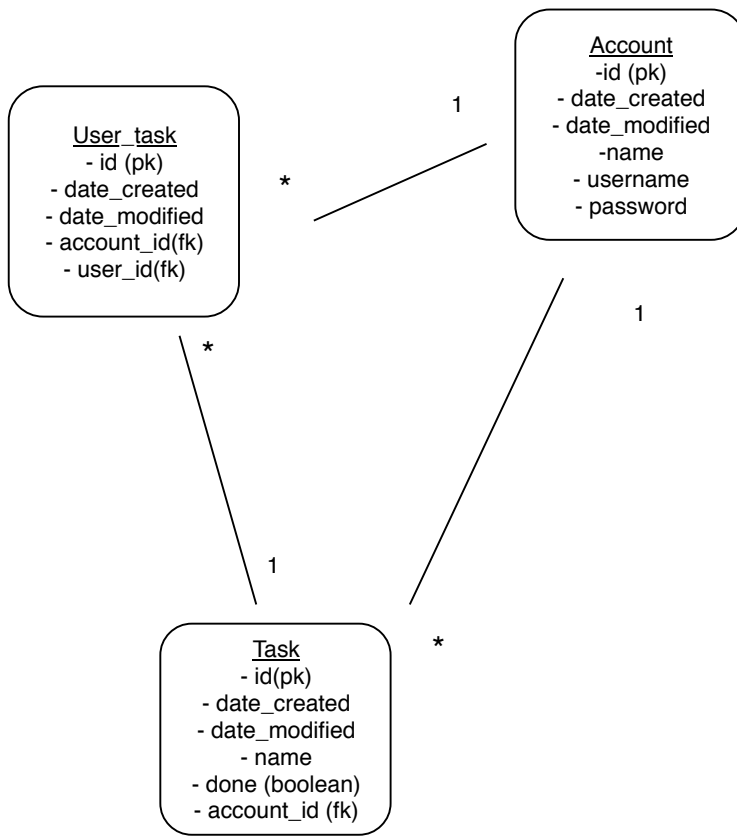 User_task
- id (pk)
- date_created
- date_modified
- account_id(fk)
- user_id(fk)
Account
-id (pk)
- date_created
- date_modified
-name
- username
- password
1
*
*
1
1
*
Task
- id(pk)
- date_created
- date_modified
- name
- done (boolean)
- account_id (fk)